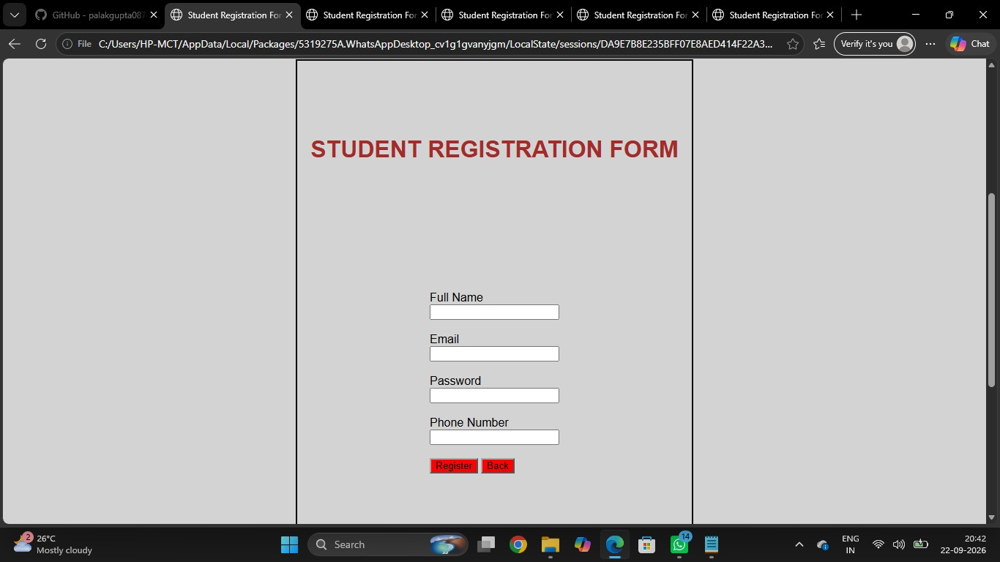 GitHub - palakgupta087
Student Registration For
Student Registration For
Student Registration For
Student Registration For
Student Registration For
File
C:/Users/HP-MCT/AppData/Local/Packages/5319275A.WhatsAppDesktop_cv1g1gvanyjgm/LocalState/sessions/DA9E7B8E235BFF07E8AED414F22A3...
Verify it's you
Chat
STUDENT REGISTRATION FORM
Full Name
Email
Password
Phone Number
Register Back
2
26°C
Mostly cloudy
Search
14
ENG
IN
20:42
22-09-2026